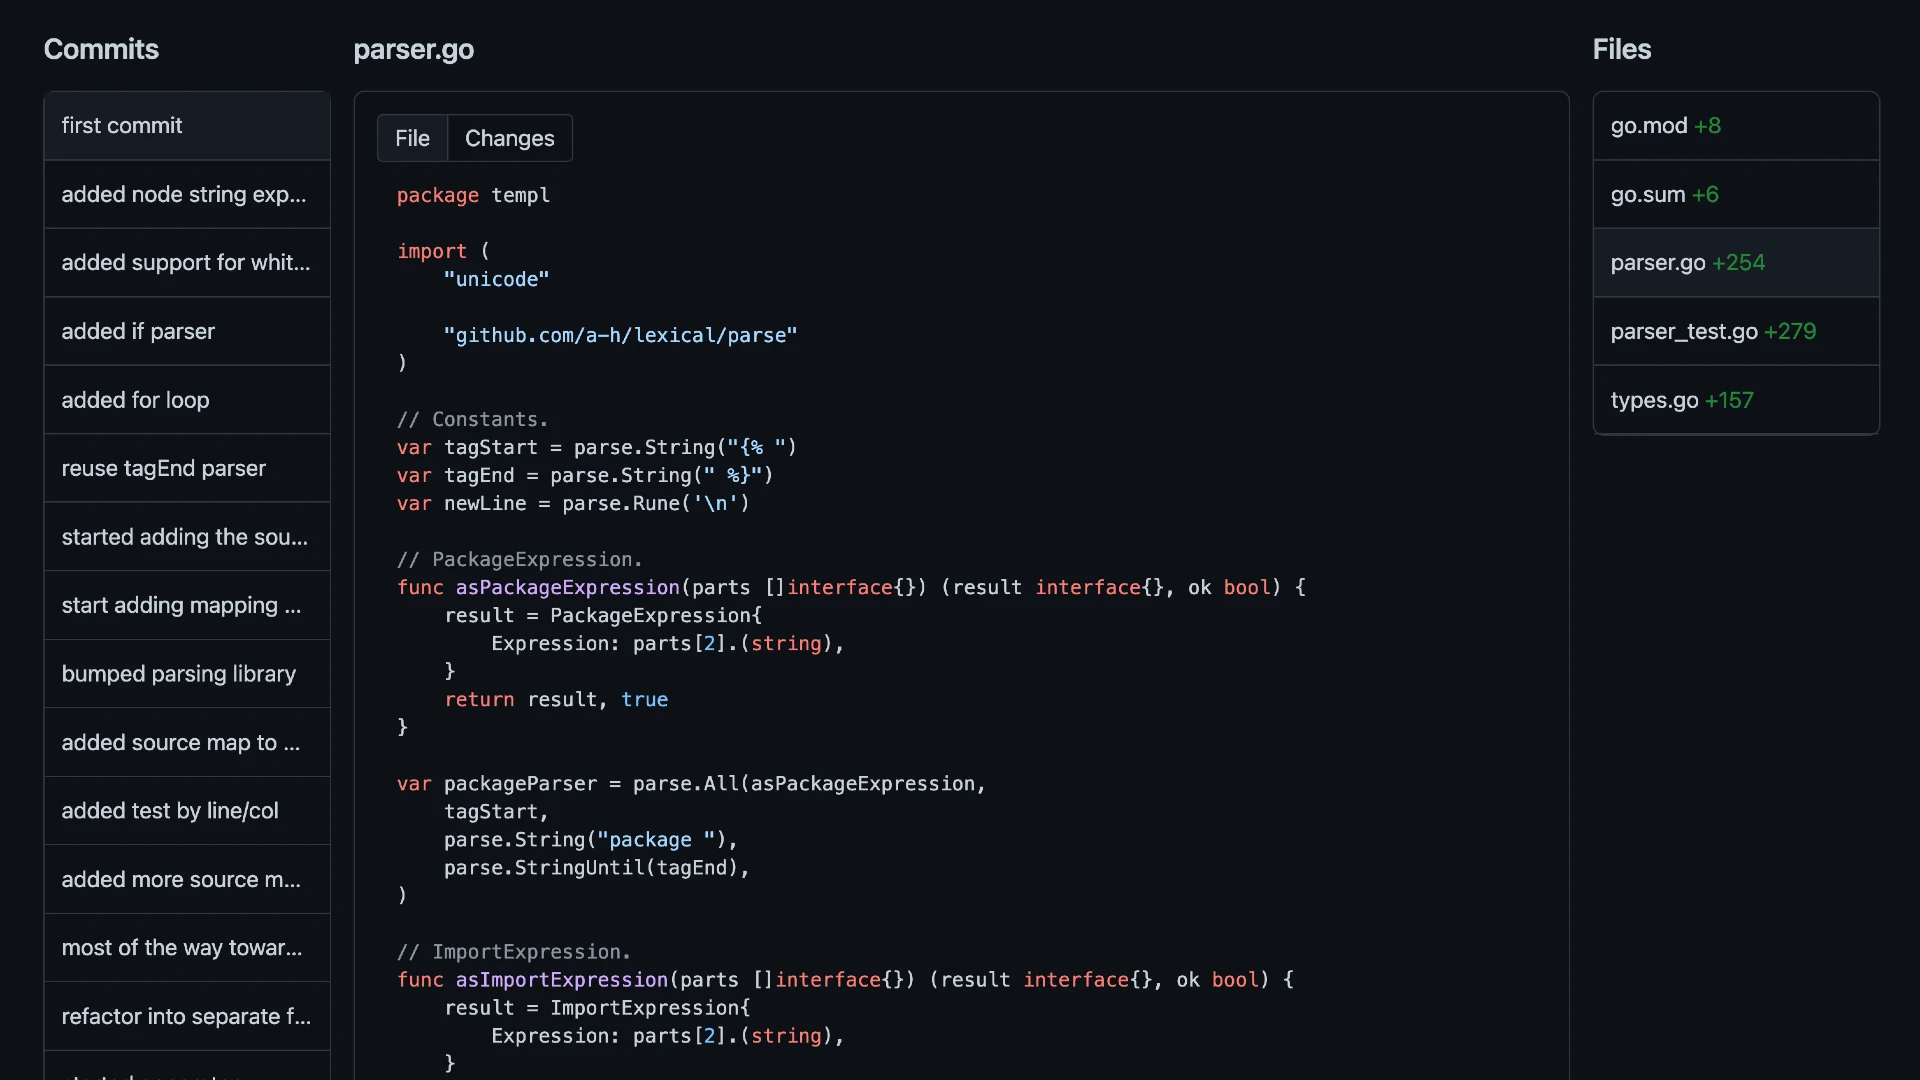 Commits
first commit
added node string exp...
added support for whit...
added if parser
added for loop
reuse tagEnd parser
started adding the sou...
start adding mapping ...
bumped parsing library
added source map to ...
added test by line/col
added more source m...
most of the way towar...
refactor into separate f...
parser.go
File
Changes
package templ
import (
    "unicode"
    "github.com/a-h/lexical/parse"
)
// Constants.
var tagStart = parse.String("{% ")
var tagEnd = parse.String(" %}")
var newLine = parse.Rune('\n')
// PackageExpression.
func asPackageExpression(parts []interface{}) (result interface{}, ok bool) {
    result = PackageExpression{
        Expression: parts[2].(string),
    }
    return result, true
}
var packageParser = parse.All(asPackageExpression,
    tagStart,
    parse.String("package "),
    parse.StringUntil(tagEnd),
)
// ImportExpression.
func asImportExpression(parts []interface{}) (result interface{}, ok bool) {
    result = ImportExpression{
        Expression: parts[2].(string),
    }
Files
go.mod +8
go.sum +6
parser.go +254
parser_test.go +279
types.go +157